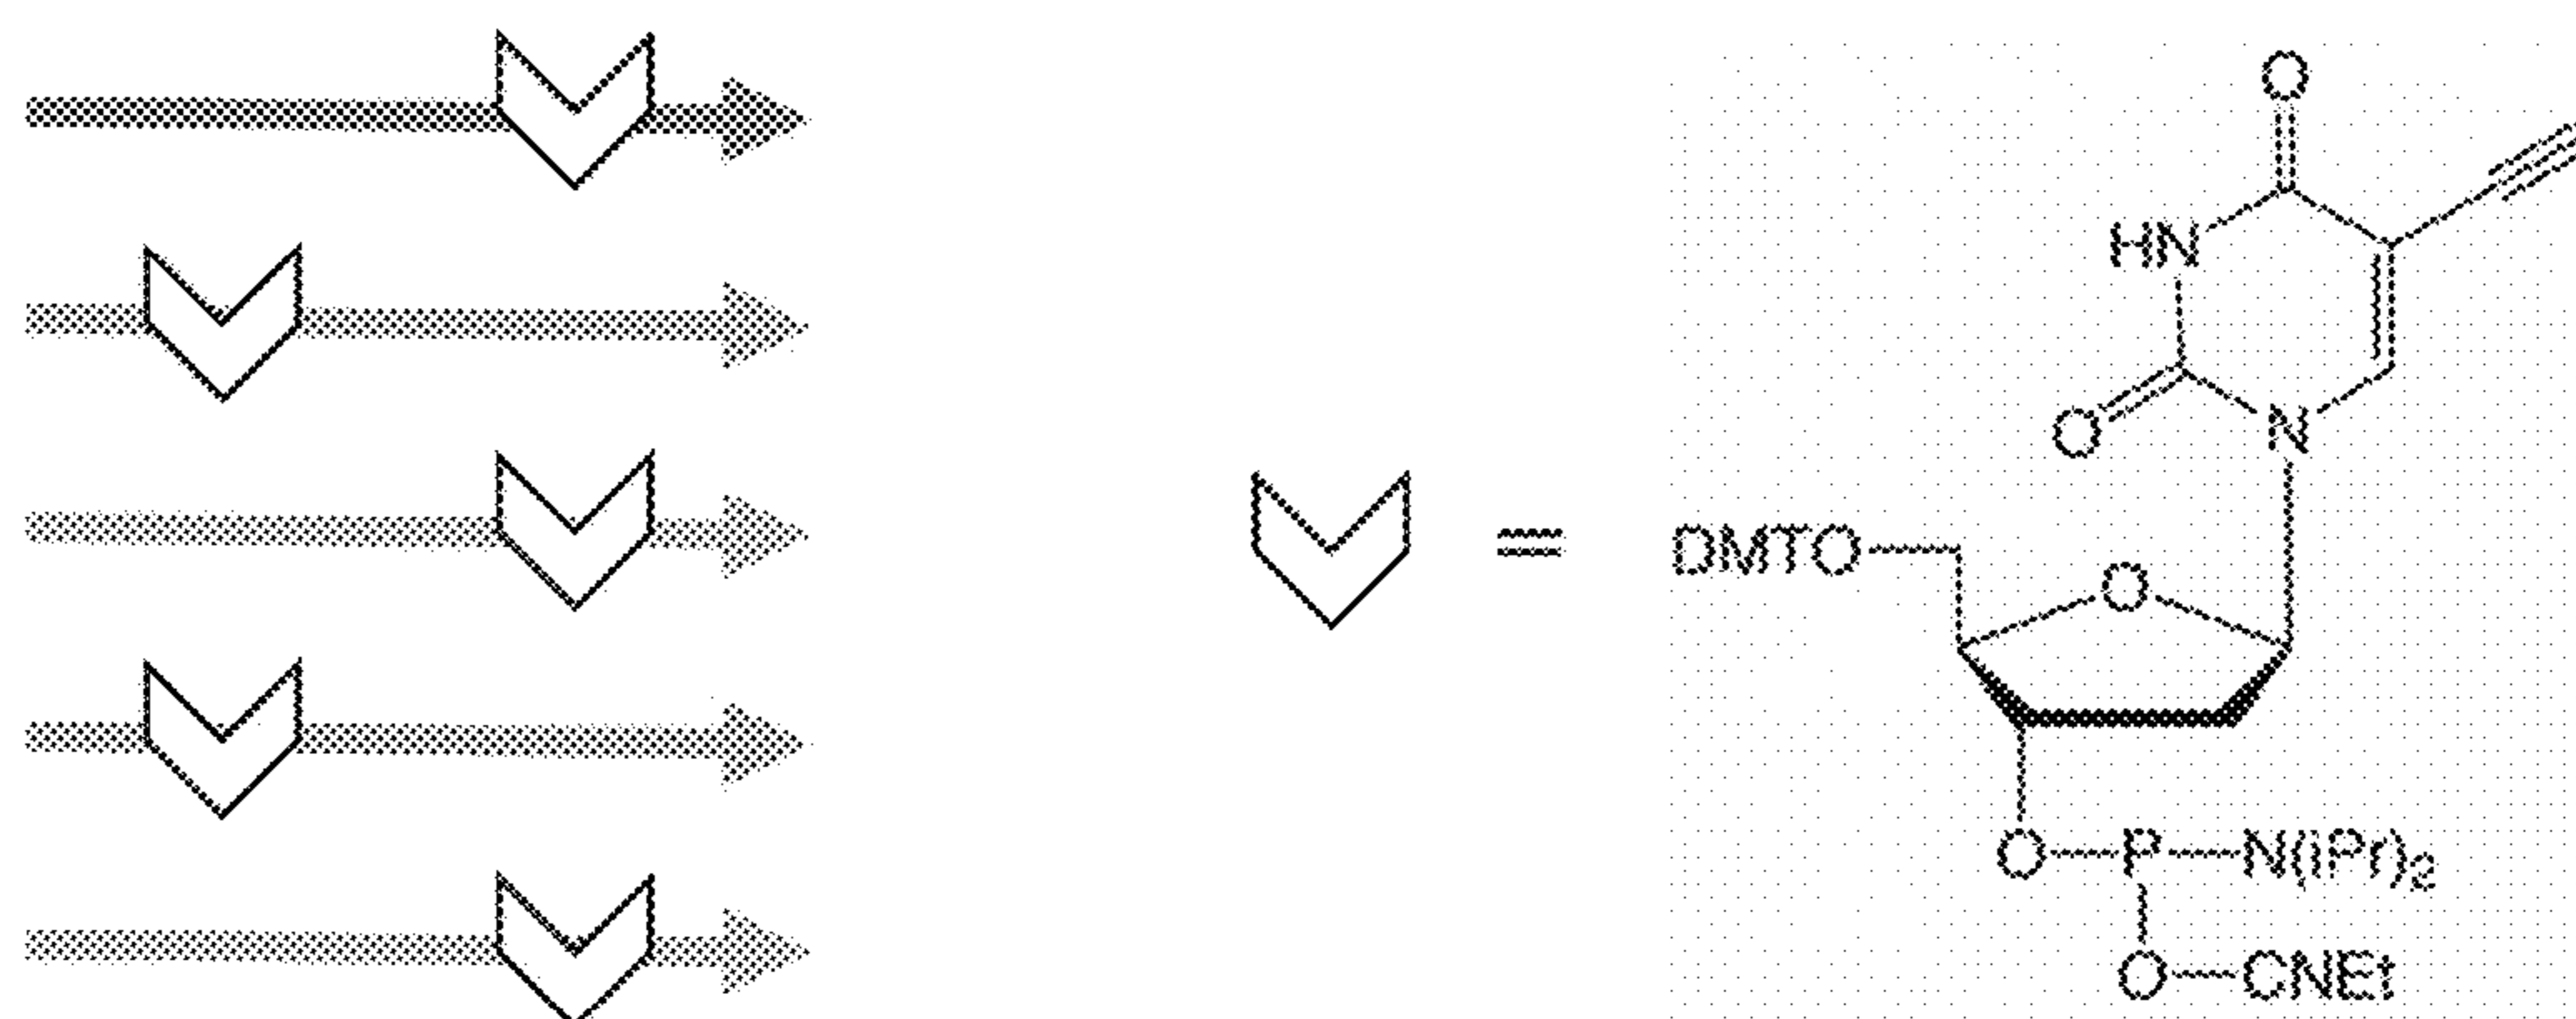 O
HN
O
N
=
DMTO
O
O P N(iPr)₂
O CNEt